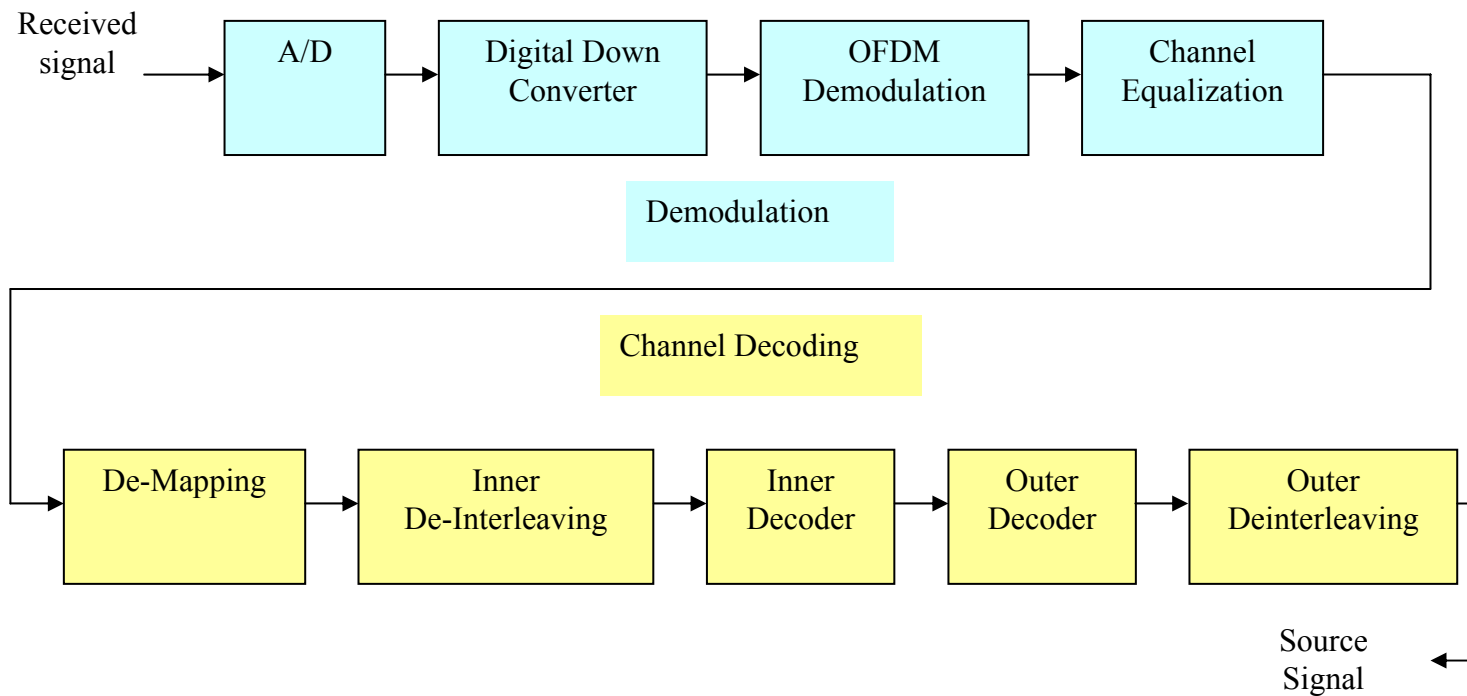 Received
signal
A/D
Digital Down
Converter
OFDM
Demodulation
Channel
Equalization
Demodulation
Channel Decoding
De-Mapping
Inner
De-Interleaving
Inner
Decoder
Outer
Decoder
Outer
Deinterleaving
Source
Signal